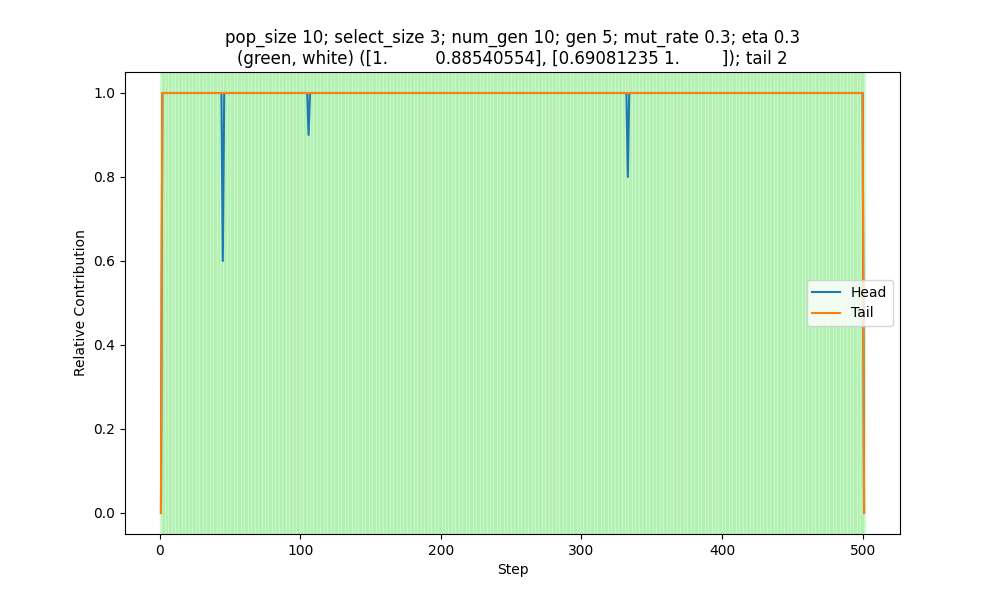 pop_size 10; select_size 3; num_gen 10; gen 5; mut_rate 0.3; eta 0.3
(green, white) ([1.         0.88540554], [0.69081235 1.        ]); tail 2
1.0
0.8
0.6
0.4
0.2
0.0
Relative Contribution
Head
Tail
0
100
200
300
400
500
Step